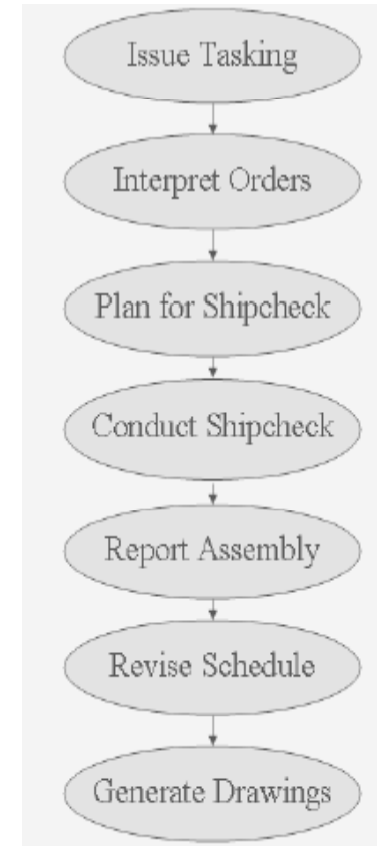 Issue Tasking
Interpret Orders
Plan for Shipcheck
Conduct Shipcheck
Report Assembly
Revise Schedule
Generate Drawings